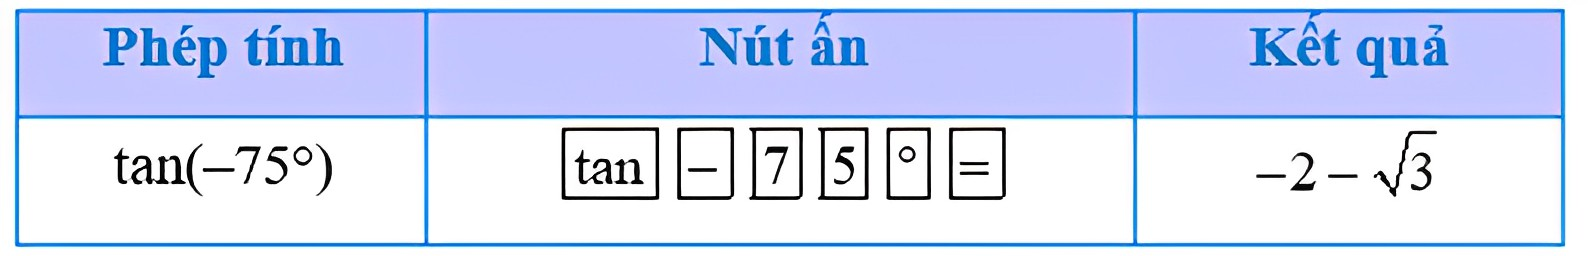 Phép tính Nút ấn Kết quả
tan(−75°) tan − 7 5 ° = −2 − √3